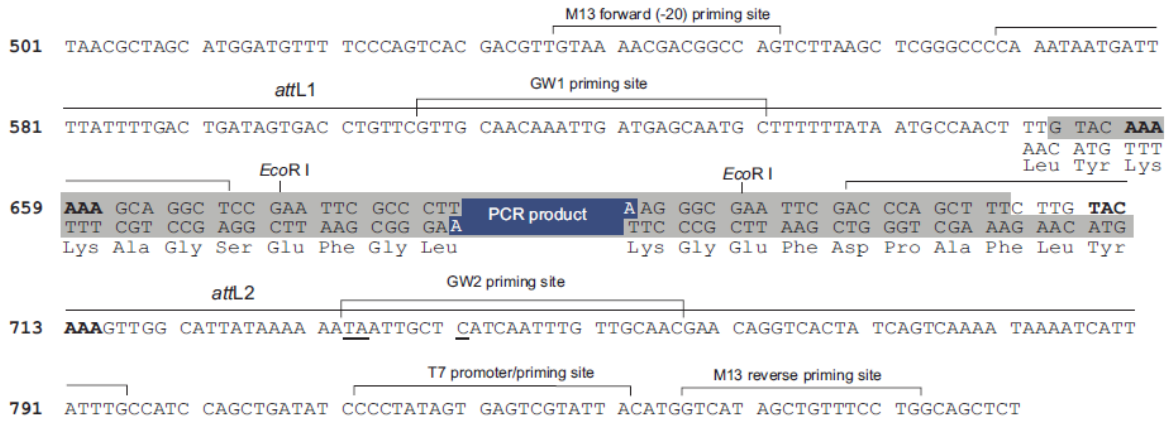 M13 forward (-20) priming site
501 TAACGCTAGC ATGGATGTTT TCCCAGTCAC GACGTTGTAA AACGACGGCC AGTCTTAAGC TCGGGCCCCA AATAATGATT
attL1 GW1 priming site
581 TTATTTTGAC TGATAGTGAC CTGTTCGTTG CAACAAATTG ATGAGCAATG CTTTTTTATA ATGCCAACT TTG TAC AAA
AAC ATG TTT
Leu Tyr Lys
EcoR I EcoR I
659 AAA GCA GGC TCC GAA TTC GCC CTT PCR product A AG GGC GAA TTC GAC CCA GCT TTC TTG TAC
TTT CGT CCG AGG CTT AAG CGG GA A TTC CCG CTT AAG CTG GGT CGA AAG AAC ATG
Lys Ala Gly Ser Glu Phe Gly Leu Lys Gly Glu Phe Asp Pro Ala Phe Leu Tyr
attL2 GW2 priming site
713 AAAGTTGG CATTATAAAA AATAATTGCT CATCAATTTG TTGCAACGAA CAGGTCACTA TCAGTCAAAA TAAAATCATT
T7 promoter/priming site M13 reverse priming site
791 ATTTGCCATC CAGCTGATAT CCCCTATAGT GAGTCGTATT ACATGGTCAT AGCTGTTTCC TGGCAGCTCT